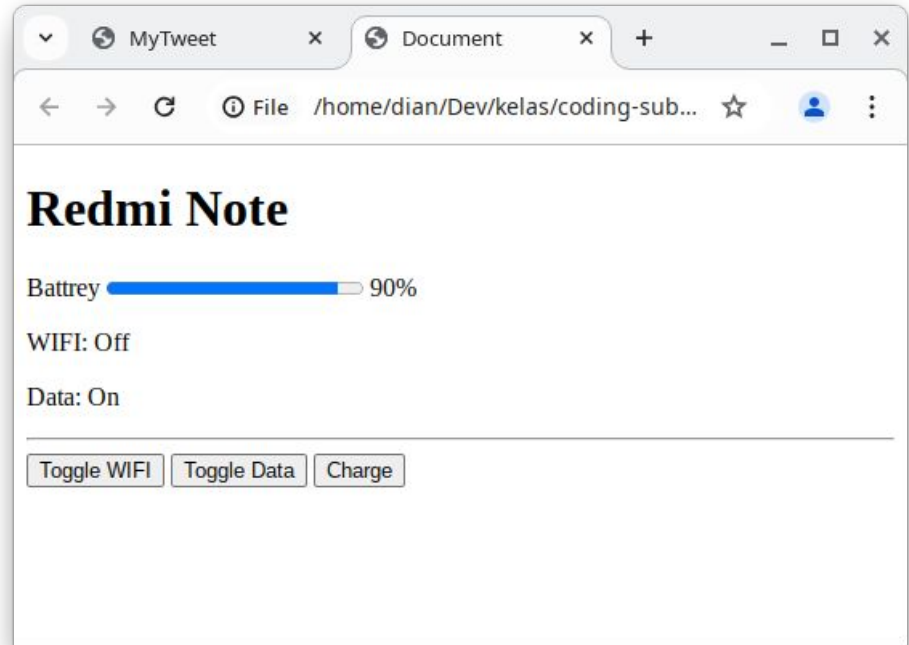 MyTweet
Document
File /home/dian/Dev/kelas/coding-sub...
Redmi Note
Battrey 90%
WIFI: Off
Data: On
Toggle WIFI Toggle Data Charge